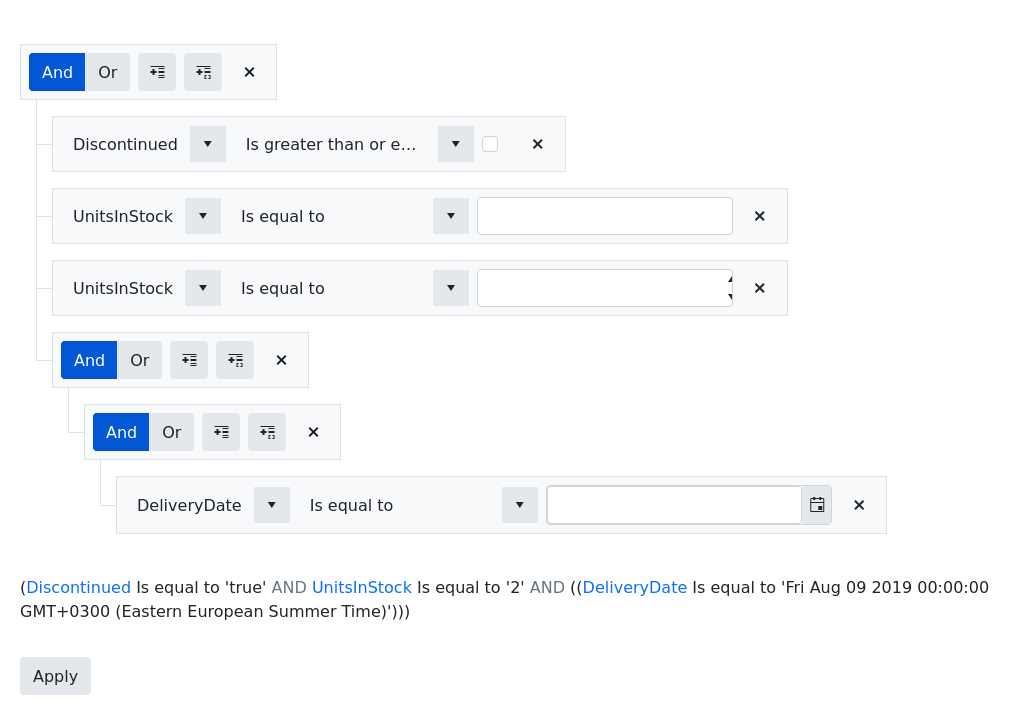 And Or
Discontinued Is greater than or e...
UnitsInStock Is equal to
UnitsInStock Is equal to
And Or
And Or
DeliveryDate Is equal to
(Discontinued Is equal to 'true' AND UnitsInStock Is equal to '2' AND ((DeliveryDate Is equal to 'Fri Aug 09 2019 00:00:00
GMT+0300 (Eastern European Summer Time)')))
Apply